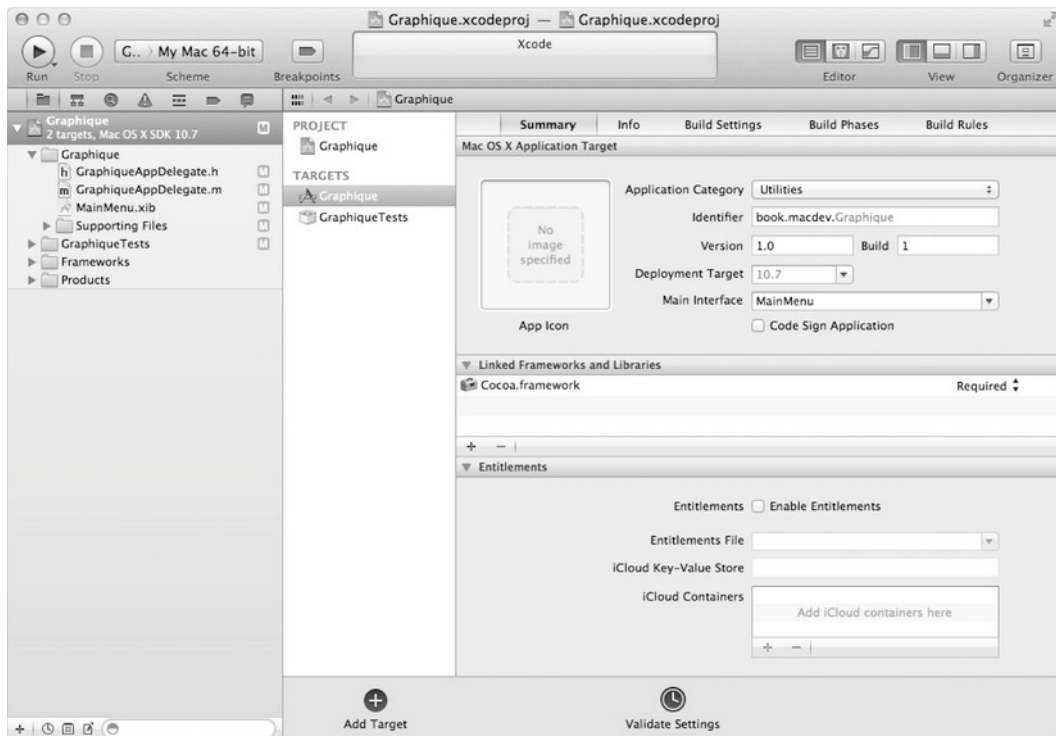 Graphique.xcodeproj — Graphique.xcodeproj
G.. › My Mac 64-bit
Xcode
Run Stop Scheme Breakpoints Editor View Organizer
Graphique
Graphique
2 targets, Mac OS X SDK 10.7 M
Graphique
h GraphiqueAppDelegate.h M
m GraphiqueAppDelegate.m M
MainMenu.xib M
Supporting Files M
GraphiqueTests M
Frameworks
Products
PROJECT
Graphique
TARGETS
Graphique
GraphiqueTests
Summary Info Build Settings Build Phases Build Rules
Mac OS X Application Target
No
image
specified
App Icon
Application Category Utilities
Identifier book.macdev.Graphique
Version 1.0 Build 1
Deployment Target 10.7
Main Interface MainMenu
Code Sign Application
Linked Frameworks and Libraries
Cocoa.framework Required
Entitlements
Entitlements Enable Entitlements
Entitlements File
iCloud Key-Value Store
iCloud Containers
Add iCloud containers here
Add Target Validate Settings